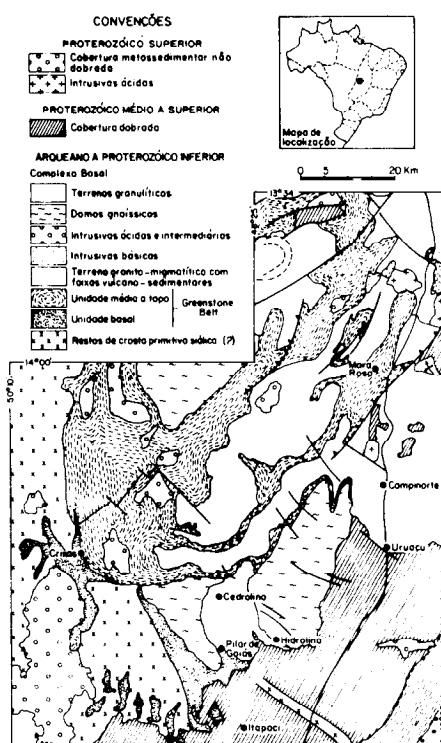 CONVENÇÕES
PROTEROZÓICO SUPERIOR
Cobertura metassedimentar não
dobrada
Intrusivas ácidas
PROTEROZÓICO MÉDIO A SUPERIOR
Cobertura dobrada
ARQUEANO A PROTEROZÓICO INFERIOR
Complexo Basal
Terrenos granulíticos
Domos gnáissicos
Intrusivas ácidas e intermediárias
Intrusivas básicas
Terreno granito-migmatítico com
faixas vulcano-sedimentares
Unidade média a topo
Unidade basal
Greenstone
Belt
Restos de crosta primitiva siálica (?)
Mapa de
localização
0 5 20 Km
13°34'
14°00'
50°10'
Mara
Rosa
Campinorte
Crixás
Uruaçu
Cedrolina
Hidrolina
Pilar de
Goiás
Itapaci